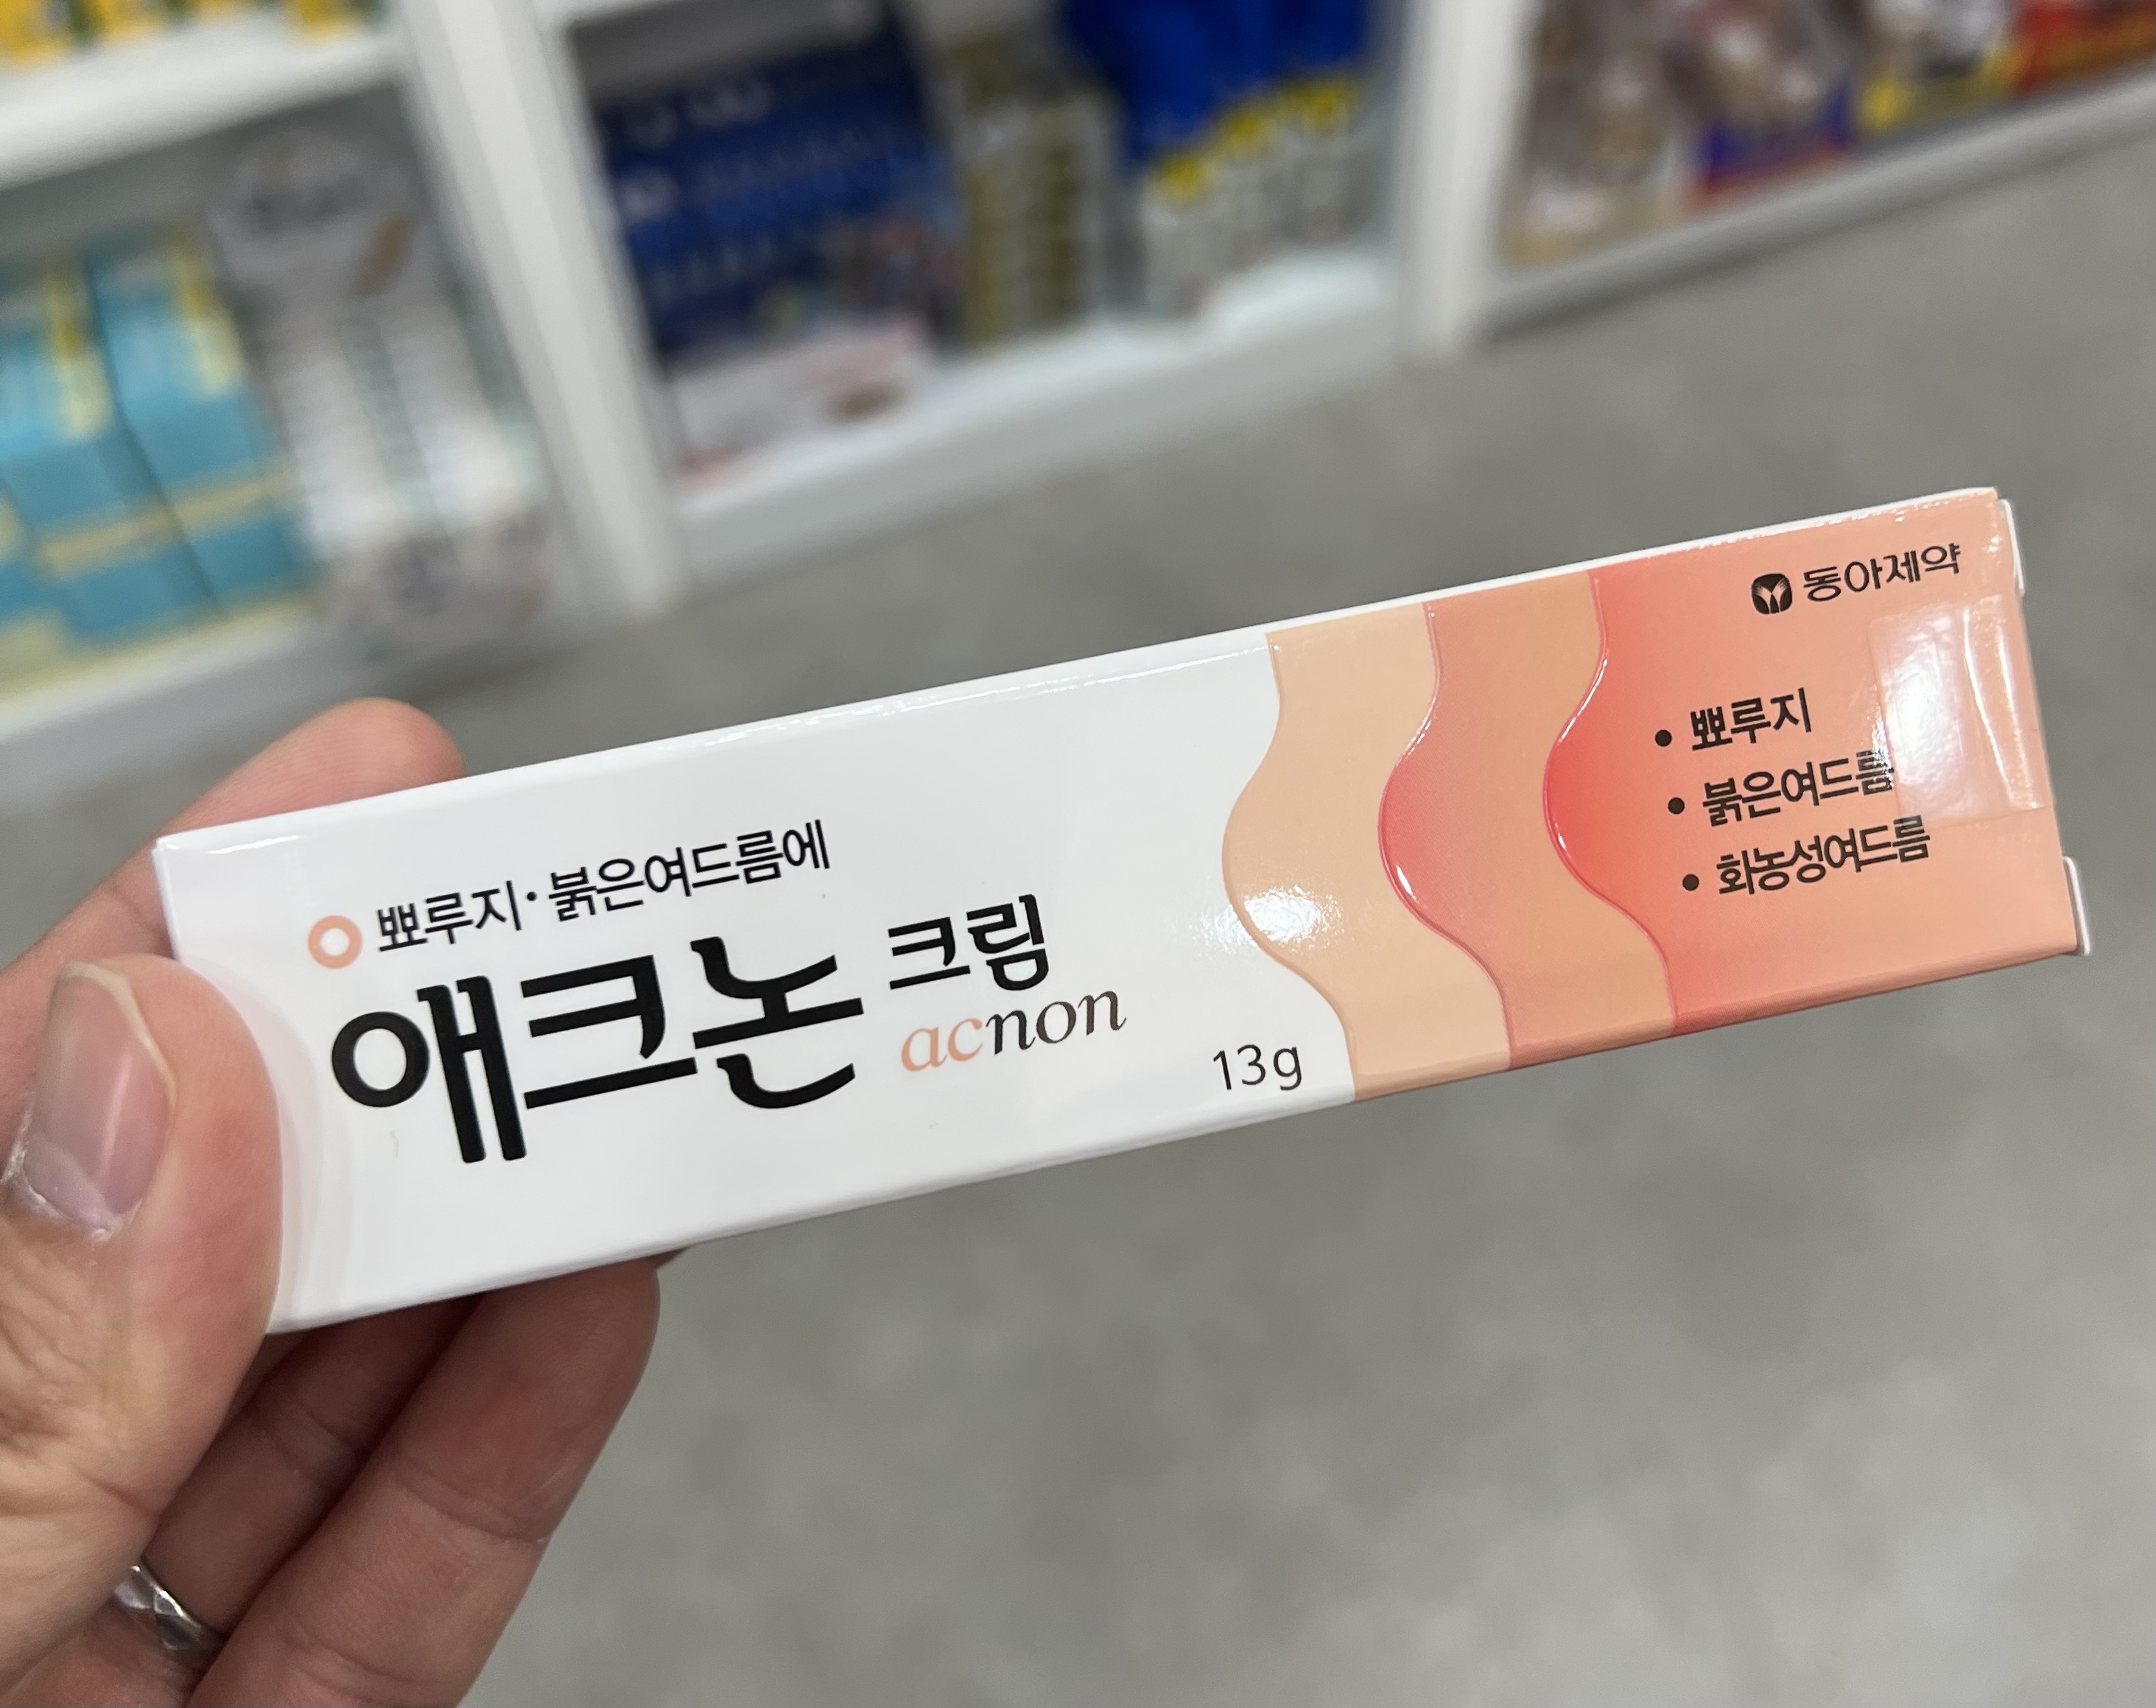 뾰루지·붉은여드름에
애크논 크림
acnon
13g
동아제약
• 뾰루지
• 붉은여드름
• 화농성여드름